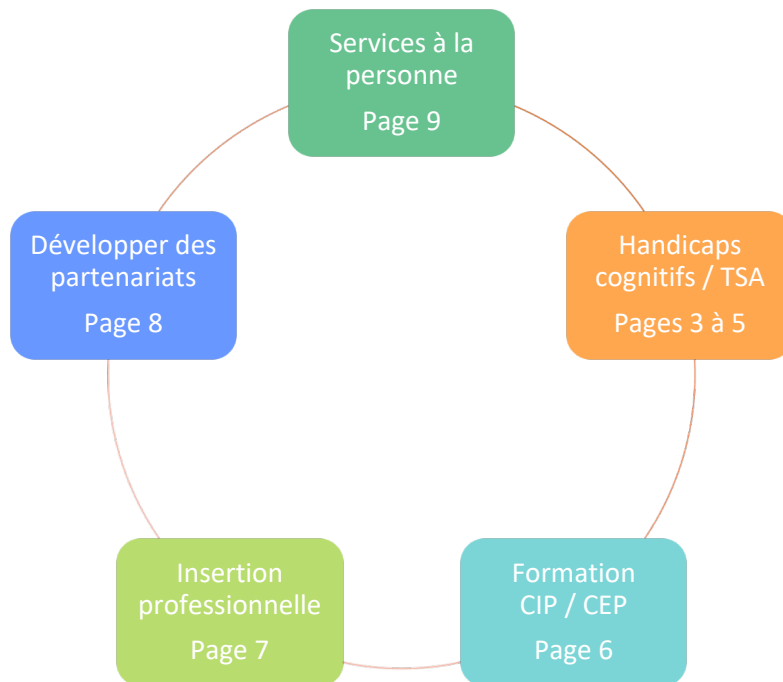 Services à la
personne
Page 9
Handicaps
cognitifs / TSA
Pages 3 à 5
Formation
CIP / CEP
Page 6
Insertion
professionnelle
Page 7
Développer des
partenariats
Page 8